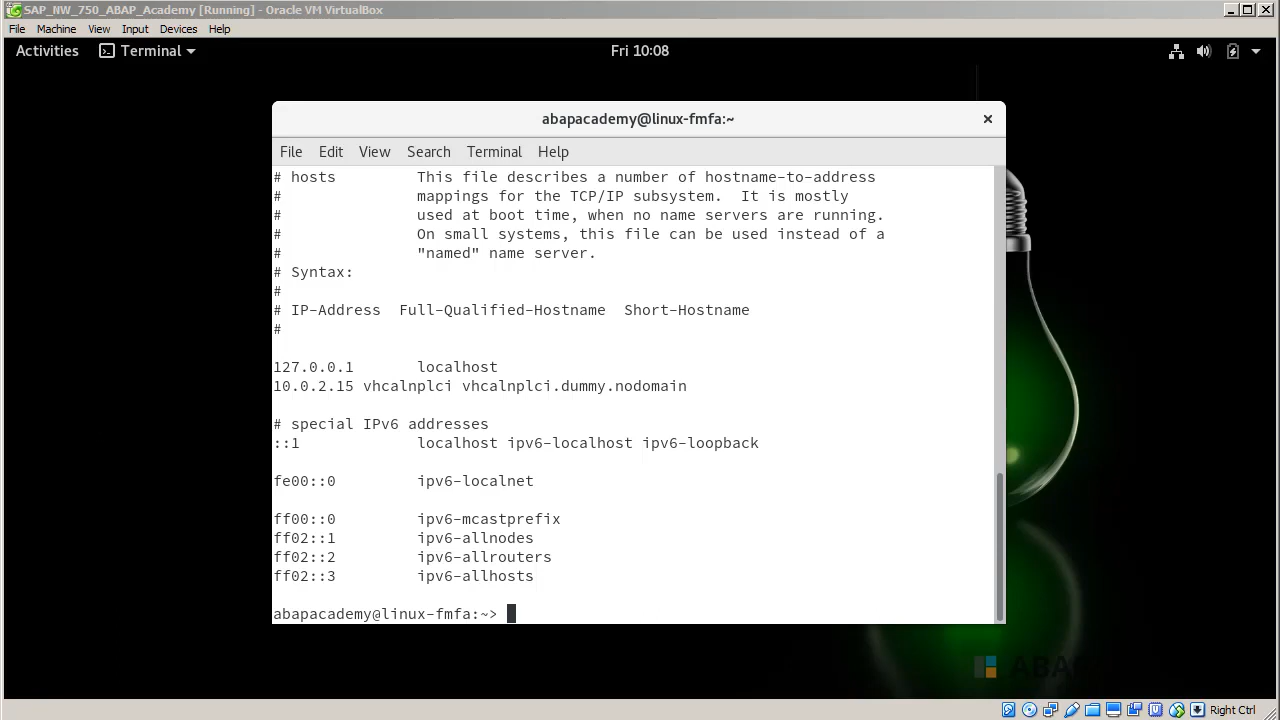 SAP_NW_750_ABAP_Academy [Running] - Oracle VM VirtualBox
File Machine View Input Devices Help
Activities Terminal Fri 10:08
abapacademy@linux-fmfa:~
File Edit View Search Terminal Help
# hosts         This file describes a number of hostname-to-address
#               mappings for the TCP/IP subsystem.  It is mostly
#               used at boot time, when no name servers are running.
#               On small systems, this file can be used instead of a
#               "named" name server.
# Syntax:
#
# IP-Address  Full-Qualified-Hostname  Short-Hostname
#
127.0.0.1       localhost
10.0.2.15 vhcalnplci vhcalnplci.dummy.nodomain
# special IPv6 addresses
::1             localhost ipv6-localhost ipv6-loopback
fe00::0         ipv6-localnet
ff00::0         ipv6-mcastprefix
ff02::1         ipv6-allnodes
ff02::2         ipv6-allrouters
ff02::3         ipv6-allhosts
abapacademy@linux-fmfa:~>
Right Ctrl